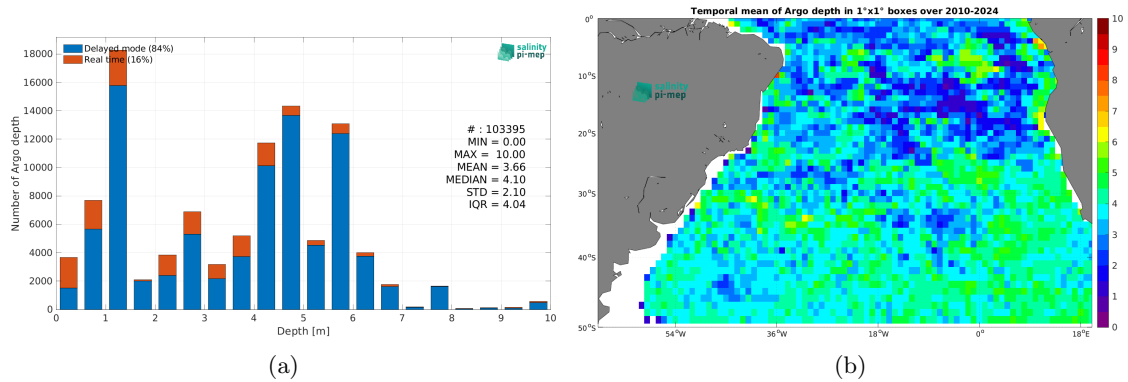 18000
16000
14000
12000
10000
8000
6000
4000
2000
0
Number of Argo depth
Delayed mode (84%)
Real time (16%)
salinity
pi-mep
# : 103395
MIN = 0.00
MAX = 10.00
MEAN = 3.66
MEDIAN = 4.10
STD = 2.10
IQR = 4.04
0 1 2 3 4 5 6 7 8 9 10
Depth [m]
(a)
Temporal mean of Argo depth in 1°x1° boxes over 2010-2024
0°
10°S
20°S
30°S
40°S
50°S
salinity
pi-mep
54°W 36°W 18°W 0° 18°E
10
9
8
7
6
5
4
3
2
1
0
(b)